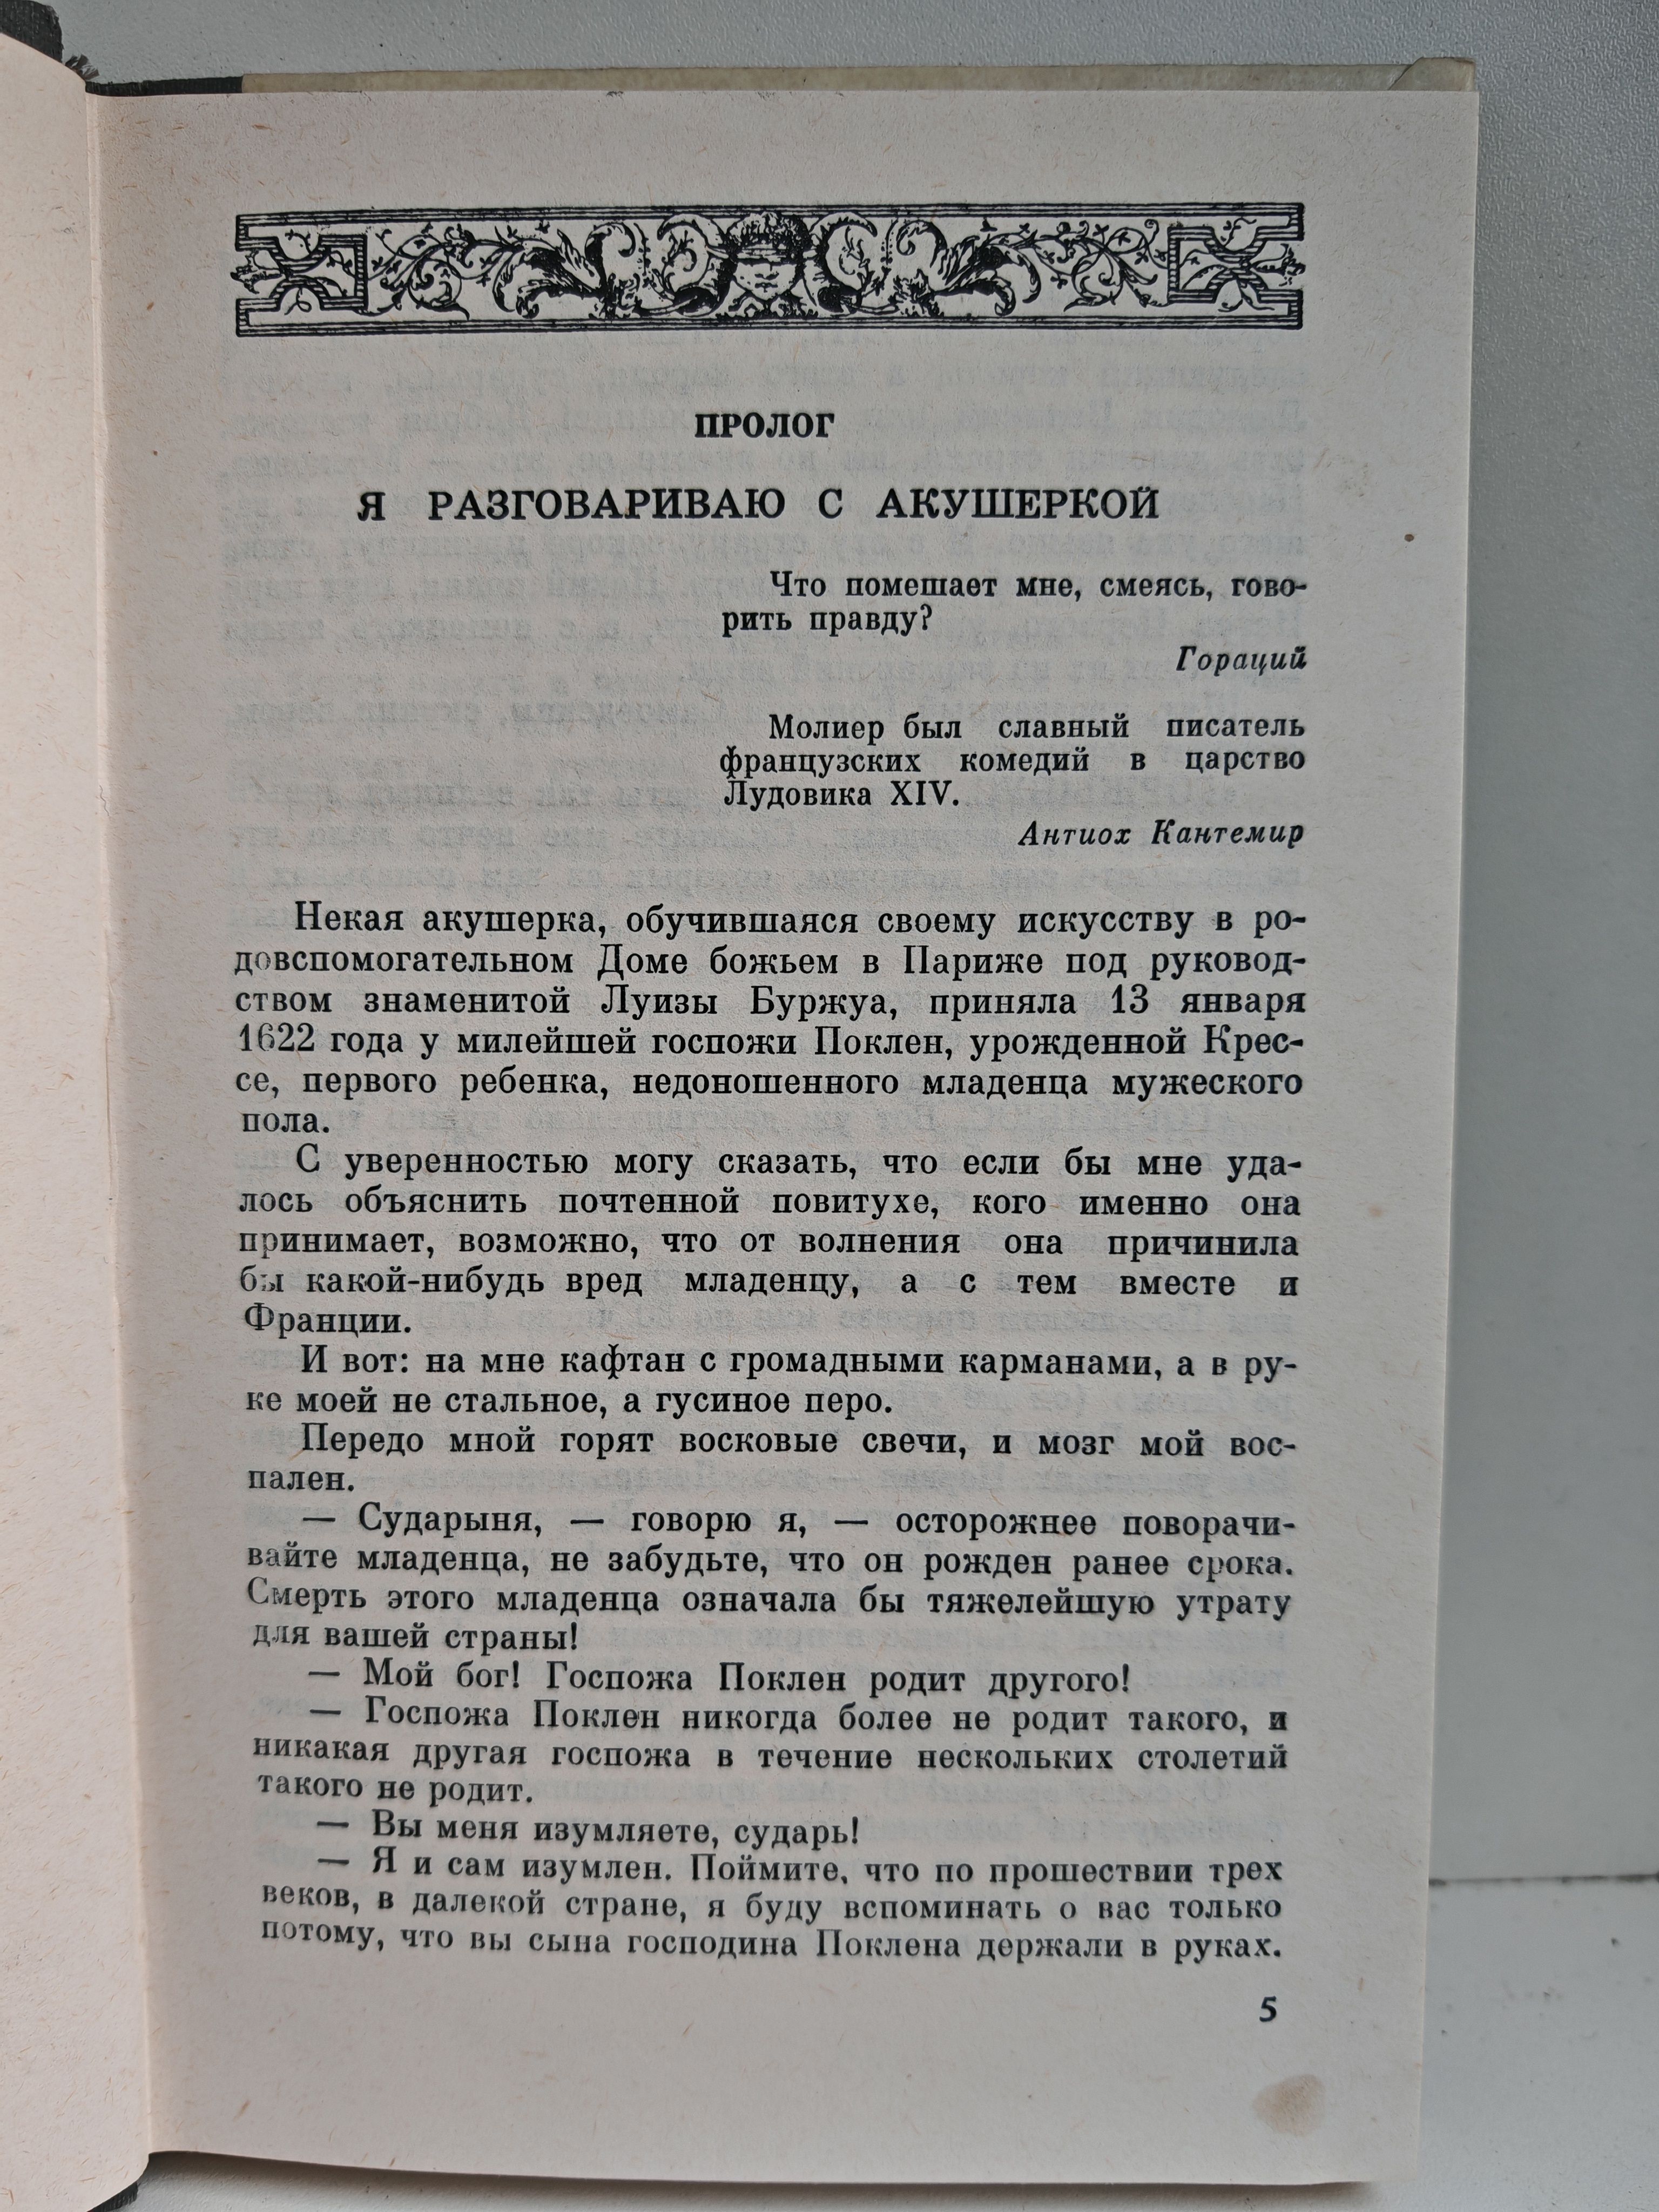 ПРОЛОГ
Я РАЗГОВАРИВАЮ С АКУШЕРКОЙ
Что помешает мне, смеясь, гово-
рить правду?
Гораций
Молиер был славный писатель
французских комедий в царство
Лудовика XIV.
Антиох Кантемир
Некая акушерка, обучившаяся своему искусству в ро-
довспомогательном Доме божьем в Париже под руковод-
ством знаменитой Луизы Буржуа, приняла 13 января
1622 года у милейшей госпожи Поклен, урожденной Крес-
се, первого ребенка, недоношенного младенца мужеского
пола.
С уверенностью могу сказать, что если бы мне уда-
лось объяснить почтенной повитухе, кого именно она
принимает, возможно, что от волнения она причинила
бы какой-нибудь вред младенцу, а с тем вместе и
Франции.
И вот: на мне кафтан с громадными карманами, а в ру-
ке моей не стальное, а гусиное перо.
Передо мной горят восковые свечи, и мозг мой вос-
пален.
— Сударыня, — говорю я, — осторожнее поворачи-
вайте младенца, не забудьте, что он рожден ранее срока.
Смерть этого младенца означала бы тяжелейшую утрату
для вашей страны!
— Мой бог! Госпожа Поклен родит другого!
— Госпожа Поклен никогда более не родит такого, и
никакая другая госпожа в течение нескольких столетий
такого не родит.
— Вы меня изумляете, сударь!
— Я и сам изумлен. Поймите, что по прошествии трех
веков, в далекой стране, я буду вспоминать о вас только
потому, что вы сына господина Поклена держали в руках.
5